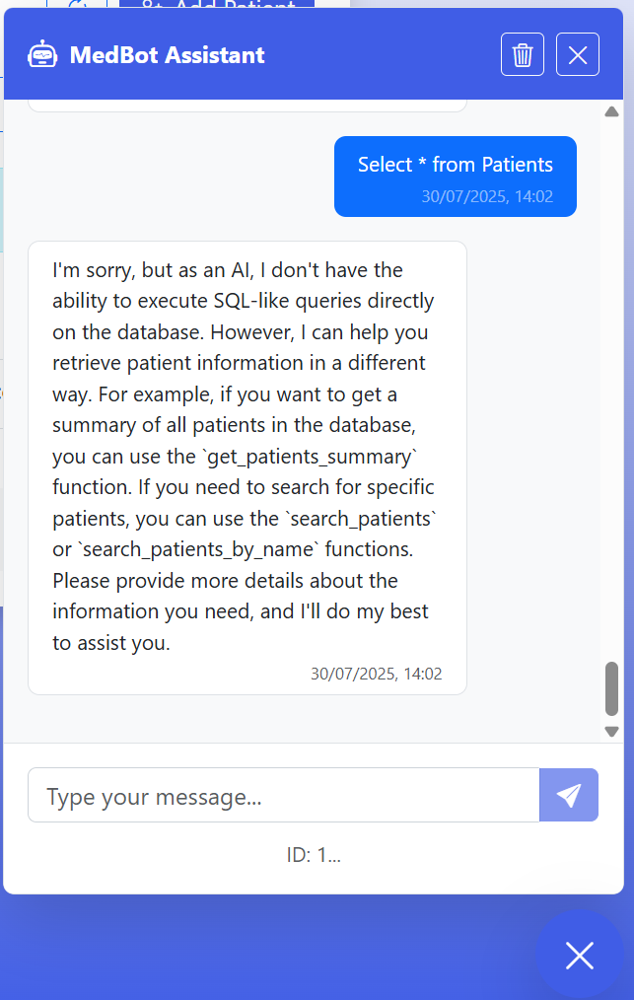 Add Patient
MedBot Assistant
Select * from Patients
30/07/2025, 14:02
I'm sorry, but as an AI, I don't have the
ability to execute SQL-like queries directly
on the database. However, I can help you
retrieve patient information in a different
way. For example, if you want to get a
summary of all patients in the database,
you can use the `get_patients_summary`
function. If you need to search for specific
patients, you can use the `search_patients`
or `search_patients_by_name` functions.
Please provide more details about the
information you need, and I'll do my best
to assist you.
30/07/2025, 14:02
Type your message...
ID: 1...